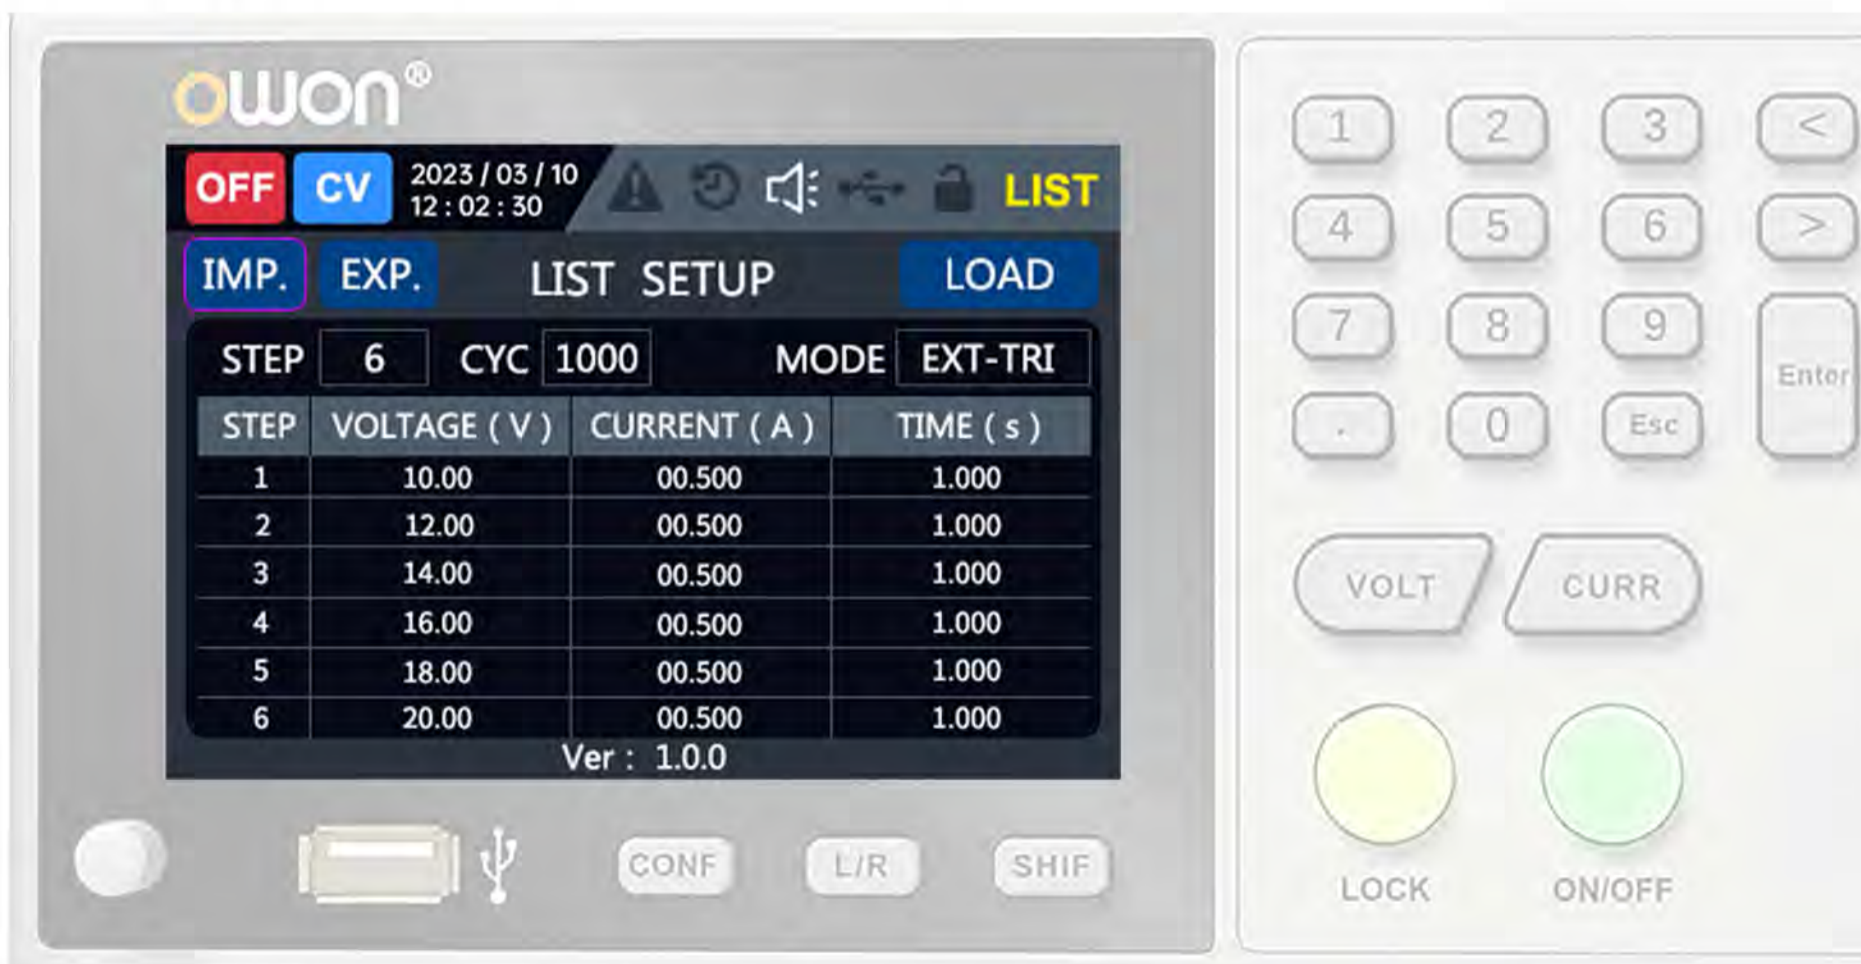 owon®
OFF CV 2023 / 03 / 10
12 : 02 : 30
LIST
IMP. EXP. LIST SETUP LOAD
STEP 6 CYC 1000 MODE EXT-TRI
STEP VOLTAGE ( V ) CURRENT ( A ) TIME ( s )
1 10.00 00.500 1.000
2 12.00 00.500 1.000
3 14.00 00.500 1.000
4 16.00 00.500 1.000
5 18.00 00.500 1.000
6 20.00 00.500 1.000
Ver : 1.0.0
CONF L/R SHIF
1 2 3 <
4 5 6 >
7 8 9
Enter
. 0 Esc
VOLT CURR
LOCK ON/OFF